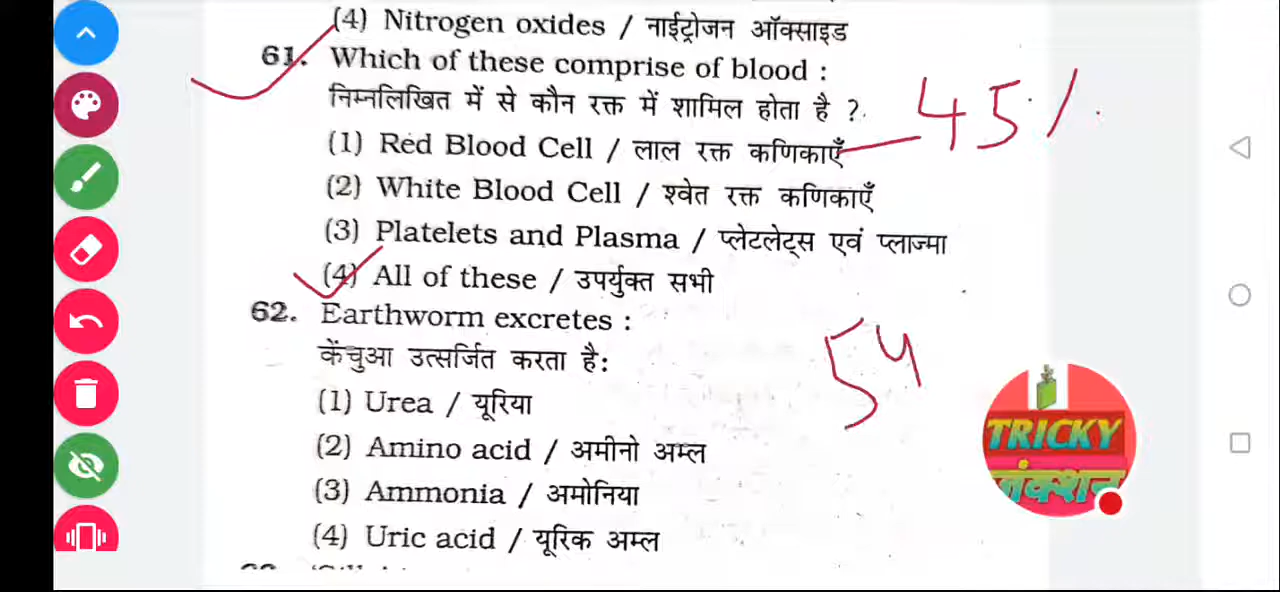 (4) Nitrogen oxides / नाईट्रोजन ऑक्साइड
61. Which of these comprise of blood :
निम्नलिखित में से कौन रक्त में शामिल होता है ?
(1) Red Blood Cell / लाल रक्त कणिकाएँ
45%
(2) White Blood Cell / श्वेत रक्त कणिकाएँ
(3) Platelets and Plasma / प्लेटलेट्स एवं प्लाज्मा
(4) All of these / उपर्युक्त सभी
62. Earthworm excretes :
केंचुआ उत्सर्जित करता है:
(1) Urea / यूरिया
(2) Amino acid / अमीनो अम्ल
(3) Ammonia / अमोनिया
(4) Uric acid / यूरिक अम्ल
TRICKY
जंक्शन